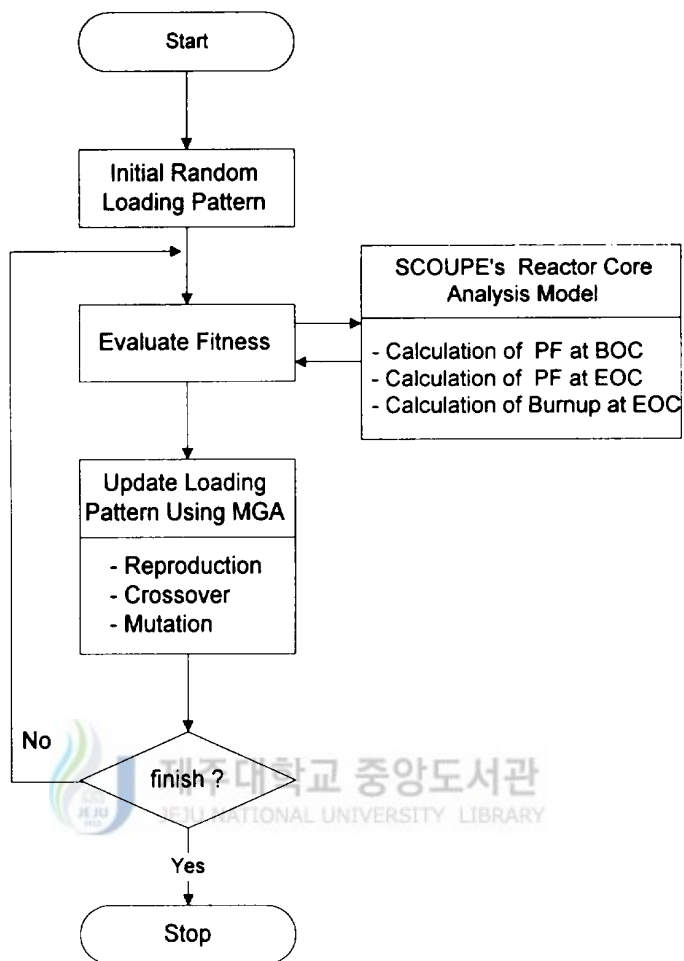 Start
Initial Random
Loading Pattern
Evaluate Fitness
SCOUPE's Reactor Core
Analysis Model
- Calculation of PF at BOC
- Calculation of PF at EOC
- Calculation of Burnup at EOC
Update Loading
Pattern Using MGA
- Reproduction
- Crossover
- Mutation
No
finish ?
제주대학교 중앙도서관
JEJU NATIONAL UNIVERSITY LIBRARY
JEJU
1952
Yes
Stop